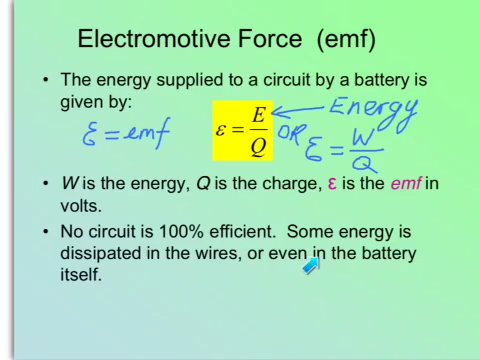 Electromotive Force (emf)
• The energy supplied to a circuit by a battery is
given by:
ε = E/Q
Energy
ε = emf
OR ε = W/Q
• W is the energy, Q is the charge, ε is the emf in
volts.
• No circuit is 100% efficient. Some energy is
dissipated in the wires, or even in the battery
itself.